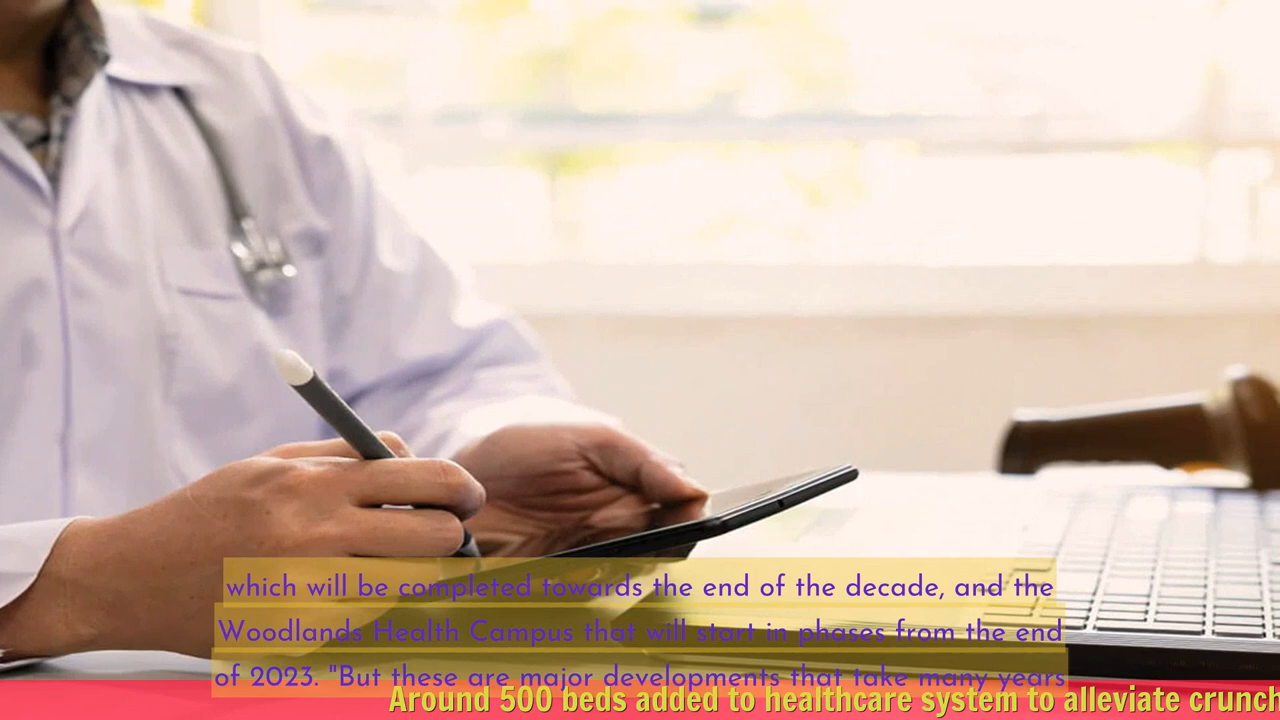 which will be completed towards the end of the decade, and the
Woodlands Health Campus that will start in phases from the end
of 2023. "But these are major developments that take many years
Around 500 beds added to healthcare system to alleviate crunch